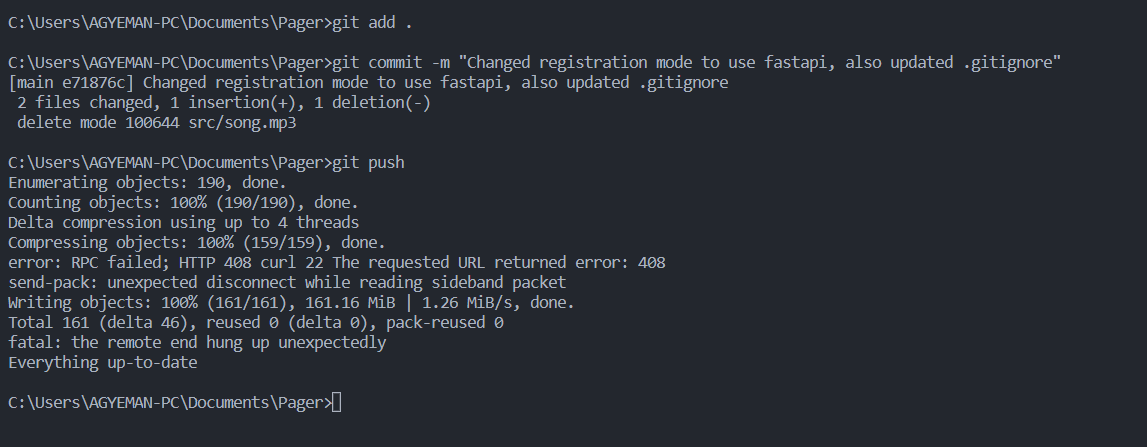 C:\Users\AGYEMAN-PC\Documents\Pager>git add .
C:\Users\AGYEMAN-PC\Documents\Pager>git commit -m "Changed registration mode to use fastapi, also updated .gitignore"
[main e71876c] Changed registration mode to use fastapi, also updated .gitignore
 2 files changed, 1 insertion(+), 1 deletion(-)
 delete mode 100644 src/song.mp3
C:\Users\AGYEMAN-PC\Documents\Pager>git push
Enumerating objects: 190, done.
Counting objects: 100% (190/190), done.
Delta compression using up to 4 threads
Compressing objects: 100% (159/159), done.
error: RPC failed; HTTP 408 curl 22 The requested URL returned error: 408
send-pack: unexpected disconnect while reading sideband packet
Writing objects: 100% (161/161), 161.16 MiB | 1.26 MiB/s, done.
Total 161 (delta 46), reused 0 (delta 0), pack-reused 0
fatal: the remote end hung up unexpectedly
Everything up-to-date
C:\Users\AGYEMAN-PC\Documents\Pager>